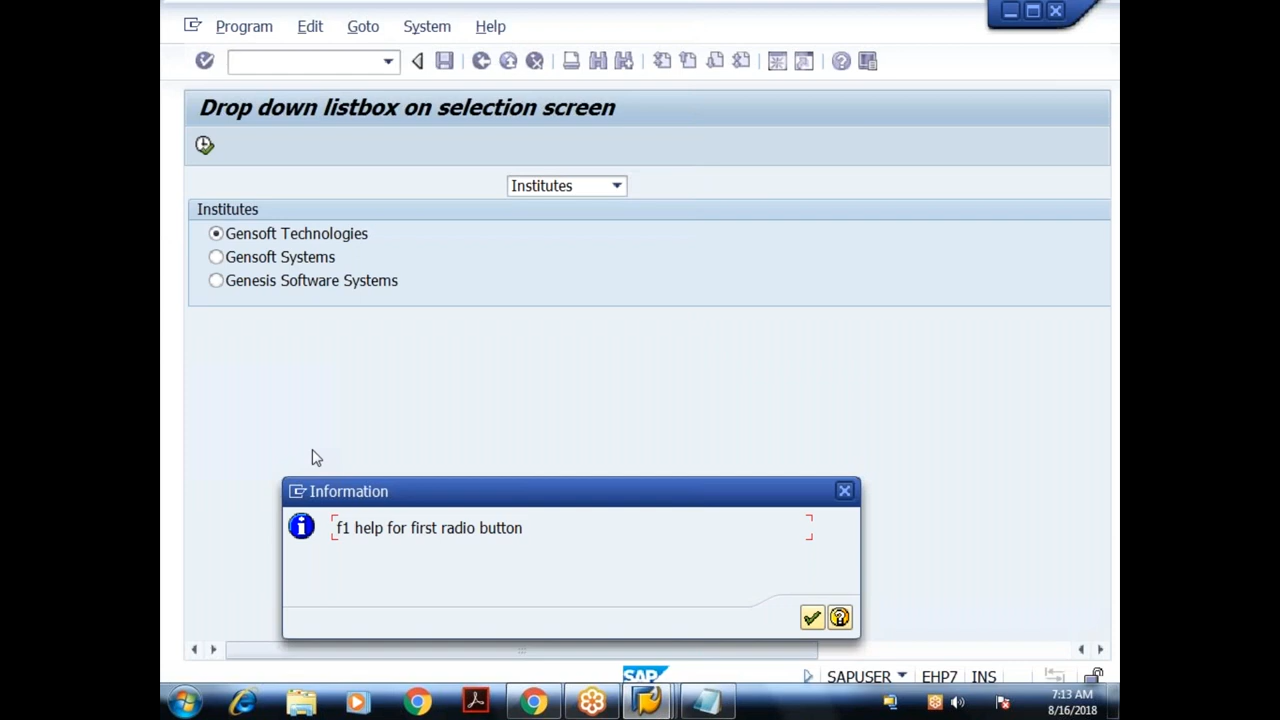 Program Edit Goto System Help
Drop down listbox on selection screen
Institutes
Institutes
Gensoft Technologies
Gensoft Systems
Genesis Software Systems
Information
f1 help for first radio button
SAP
SAPUSER EHP7 INS
7:13 AM
8/16/2018